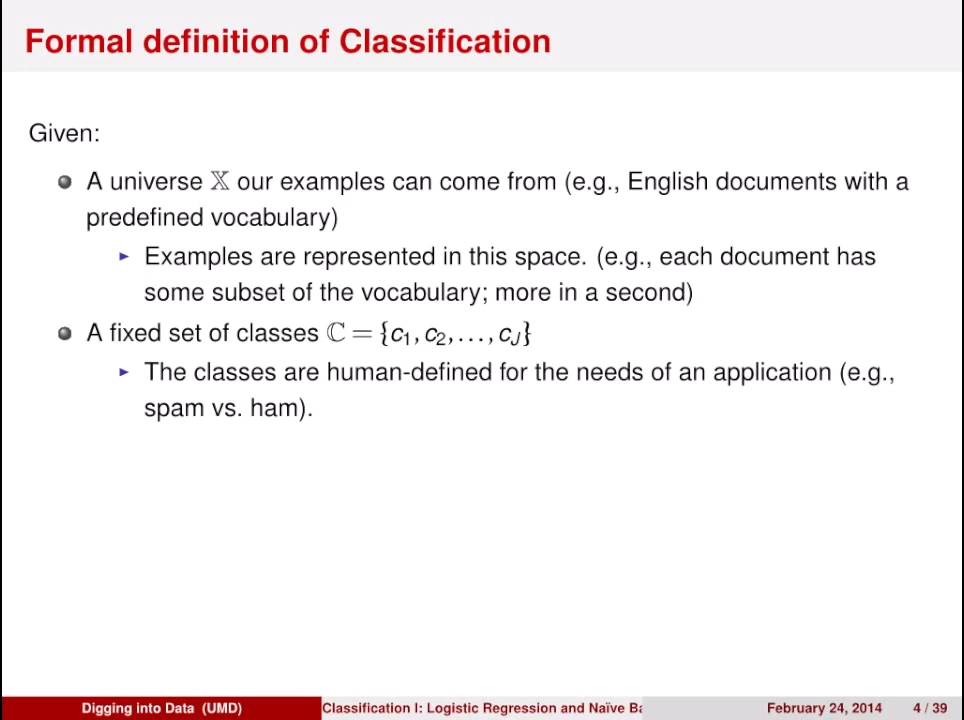 Formal definition of Classification
Given:
A universe 𝕏 our examples can come from (e.g., English documents with a
predefined vocabulary)
Examples are represented in this space. (e.g., each document has
some subset of the vocabulary; more in a second)
A fixed set of classes ℂ = {c₁, c₂, . . . , c_J}
The classes are human-defined for the needs of an application (e.g.,
spam vs. ham).
Digging into Data (UMD) Classification I: Logistic Regression and Naïve Ba February 24, 2014 4 / 39